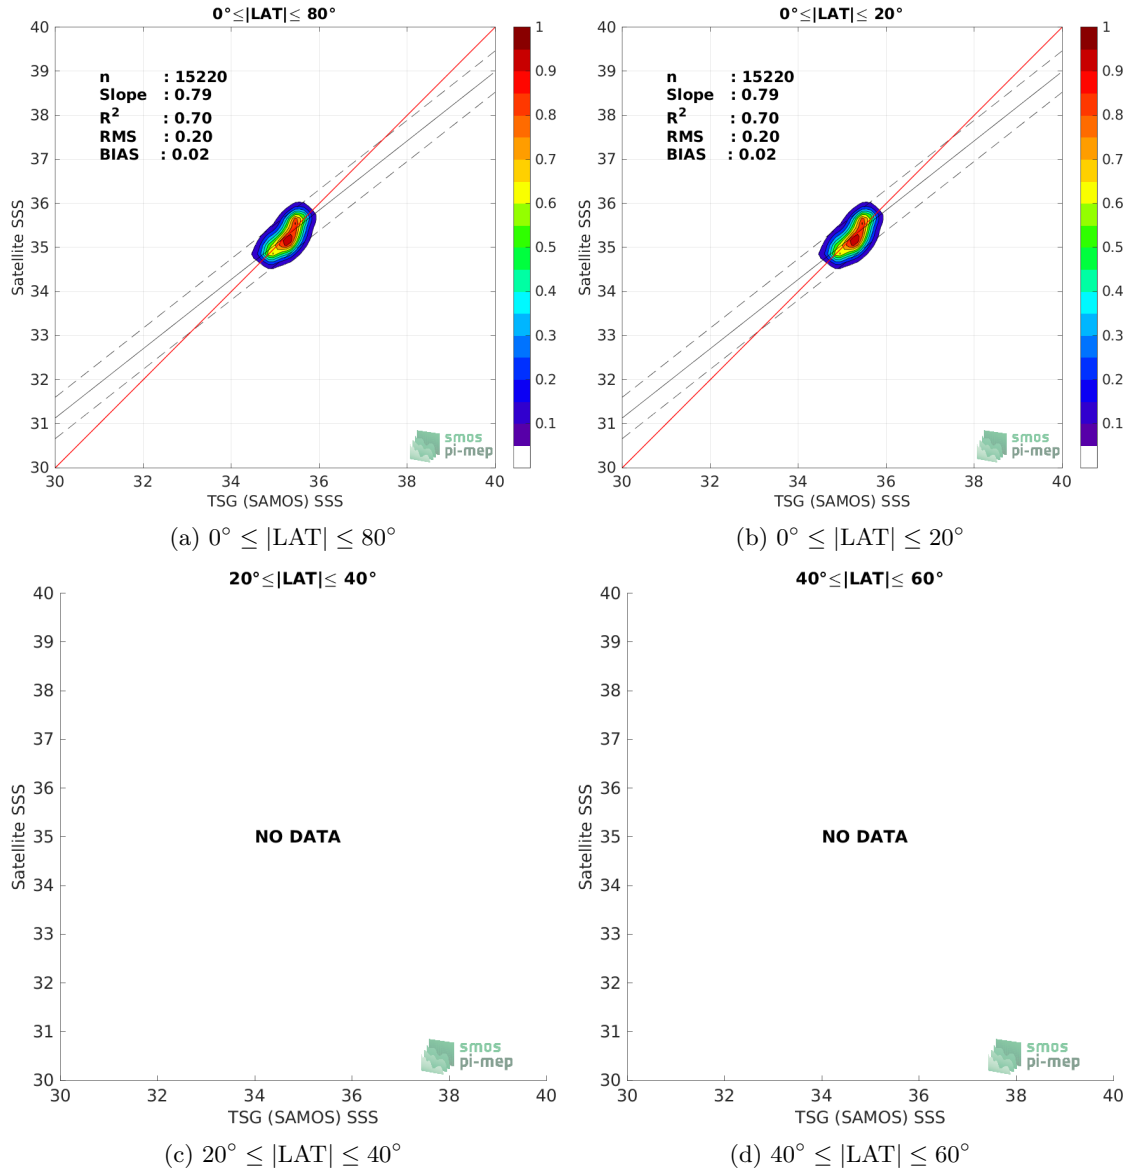 0°≤|LAT|≤ 80°
40
39
38
37
36
35
34
33
32
31
30
Satellite SSS
n : 15220
Slope : 0.79
R² : 0.70
RMS : 0.20
BIAS : 0.02
smos
pi-mep
30 32 34 36 38 40
TSG (SAMOS) SSS
1
0.9
0.8
0.7
0.6
0.5
0.4
0.3
0.2
0.1
(a) 0° ≤ |LAT| ≤ 80°
0°≤|LAT|≤ 20°
40
39
38
37
36
35
34
33
32
31
30
Satellite SSS
n : 15220
Slope : 0.79
R² : 0.70
RMS : 0.20
BIAS : 0.02
smos
pi-mep
30 32 34 36 38 40
TSG (SAMOS) SSS
1
0.9
0.8
0.7
0.6
0.5
0.4
0.3
0.2
0.1
(b) 0° ≤ |LAT| ≤ 20°
20°≤|LAT|≤ 40°
40
39
38
37
36
35
34
33
32
31
30
Satellite SSS
NO DATA
smos
pi-mep
30 32 34 36 38 40
TSG (SAMOS) SSS
(c) 20° ≤ |LAT| ≤ 40°
40°≤|LAT|≤ 60°
40
39
38
37
36
35
34
33
32
31
30
Satellite SSS
NO DATA
smos
pi-mep
30 32 34 36 38 40
TSG (SAMOS) SSS
(d) 40° ≤ |LAT| ≤ 60°